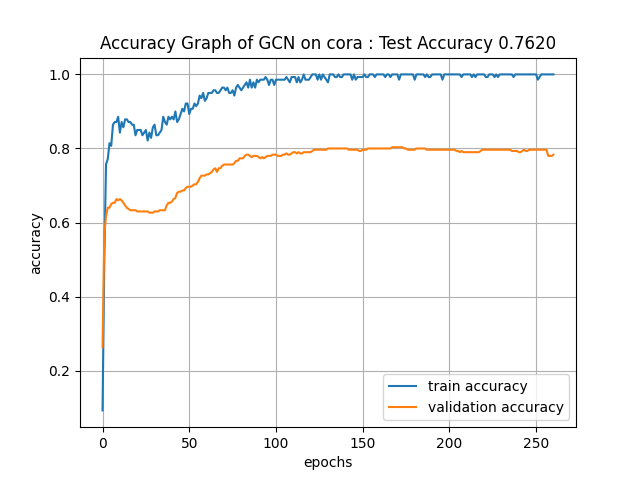 Accuracy Graph of GCN on cora : Test Accuracy 0.7620
accuracy
1.0
0.8
0.6
0.4
0.2
0
50
100
150
200
250
epochs
train accuracy
validation accuracy